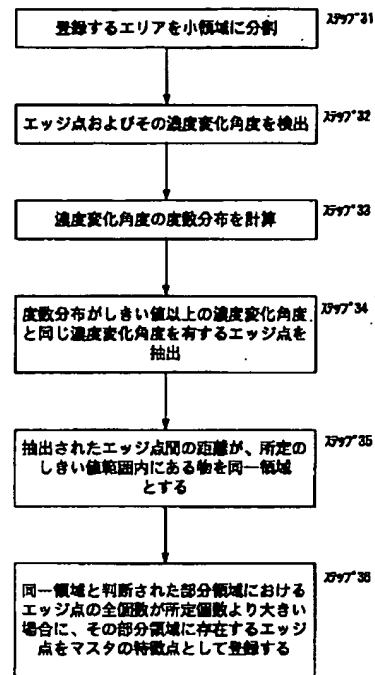 登録するエリアを小領域に分割
ステップ31
エッジ点およびその濃度変化角度を検出
ステップ32
濃度変化角度の度数分布を計算
ステップ33
度数分布がしきい値以上の濃度変化角度
と同じ濃度変化角度を有するエッジ点を
抽出
ステップ34
抽出されたエッジ点間の距離が、所定の
しきい値範囲内にある物を同一領域
とする
ステップ35
同一領域と判断された部分領域における
エッジ点の全個数が所定個数より大きい
場合に、その部分領域に存在するエッジ
点をマスタの特徴点として登録する
ステップ36